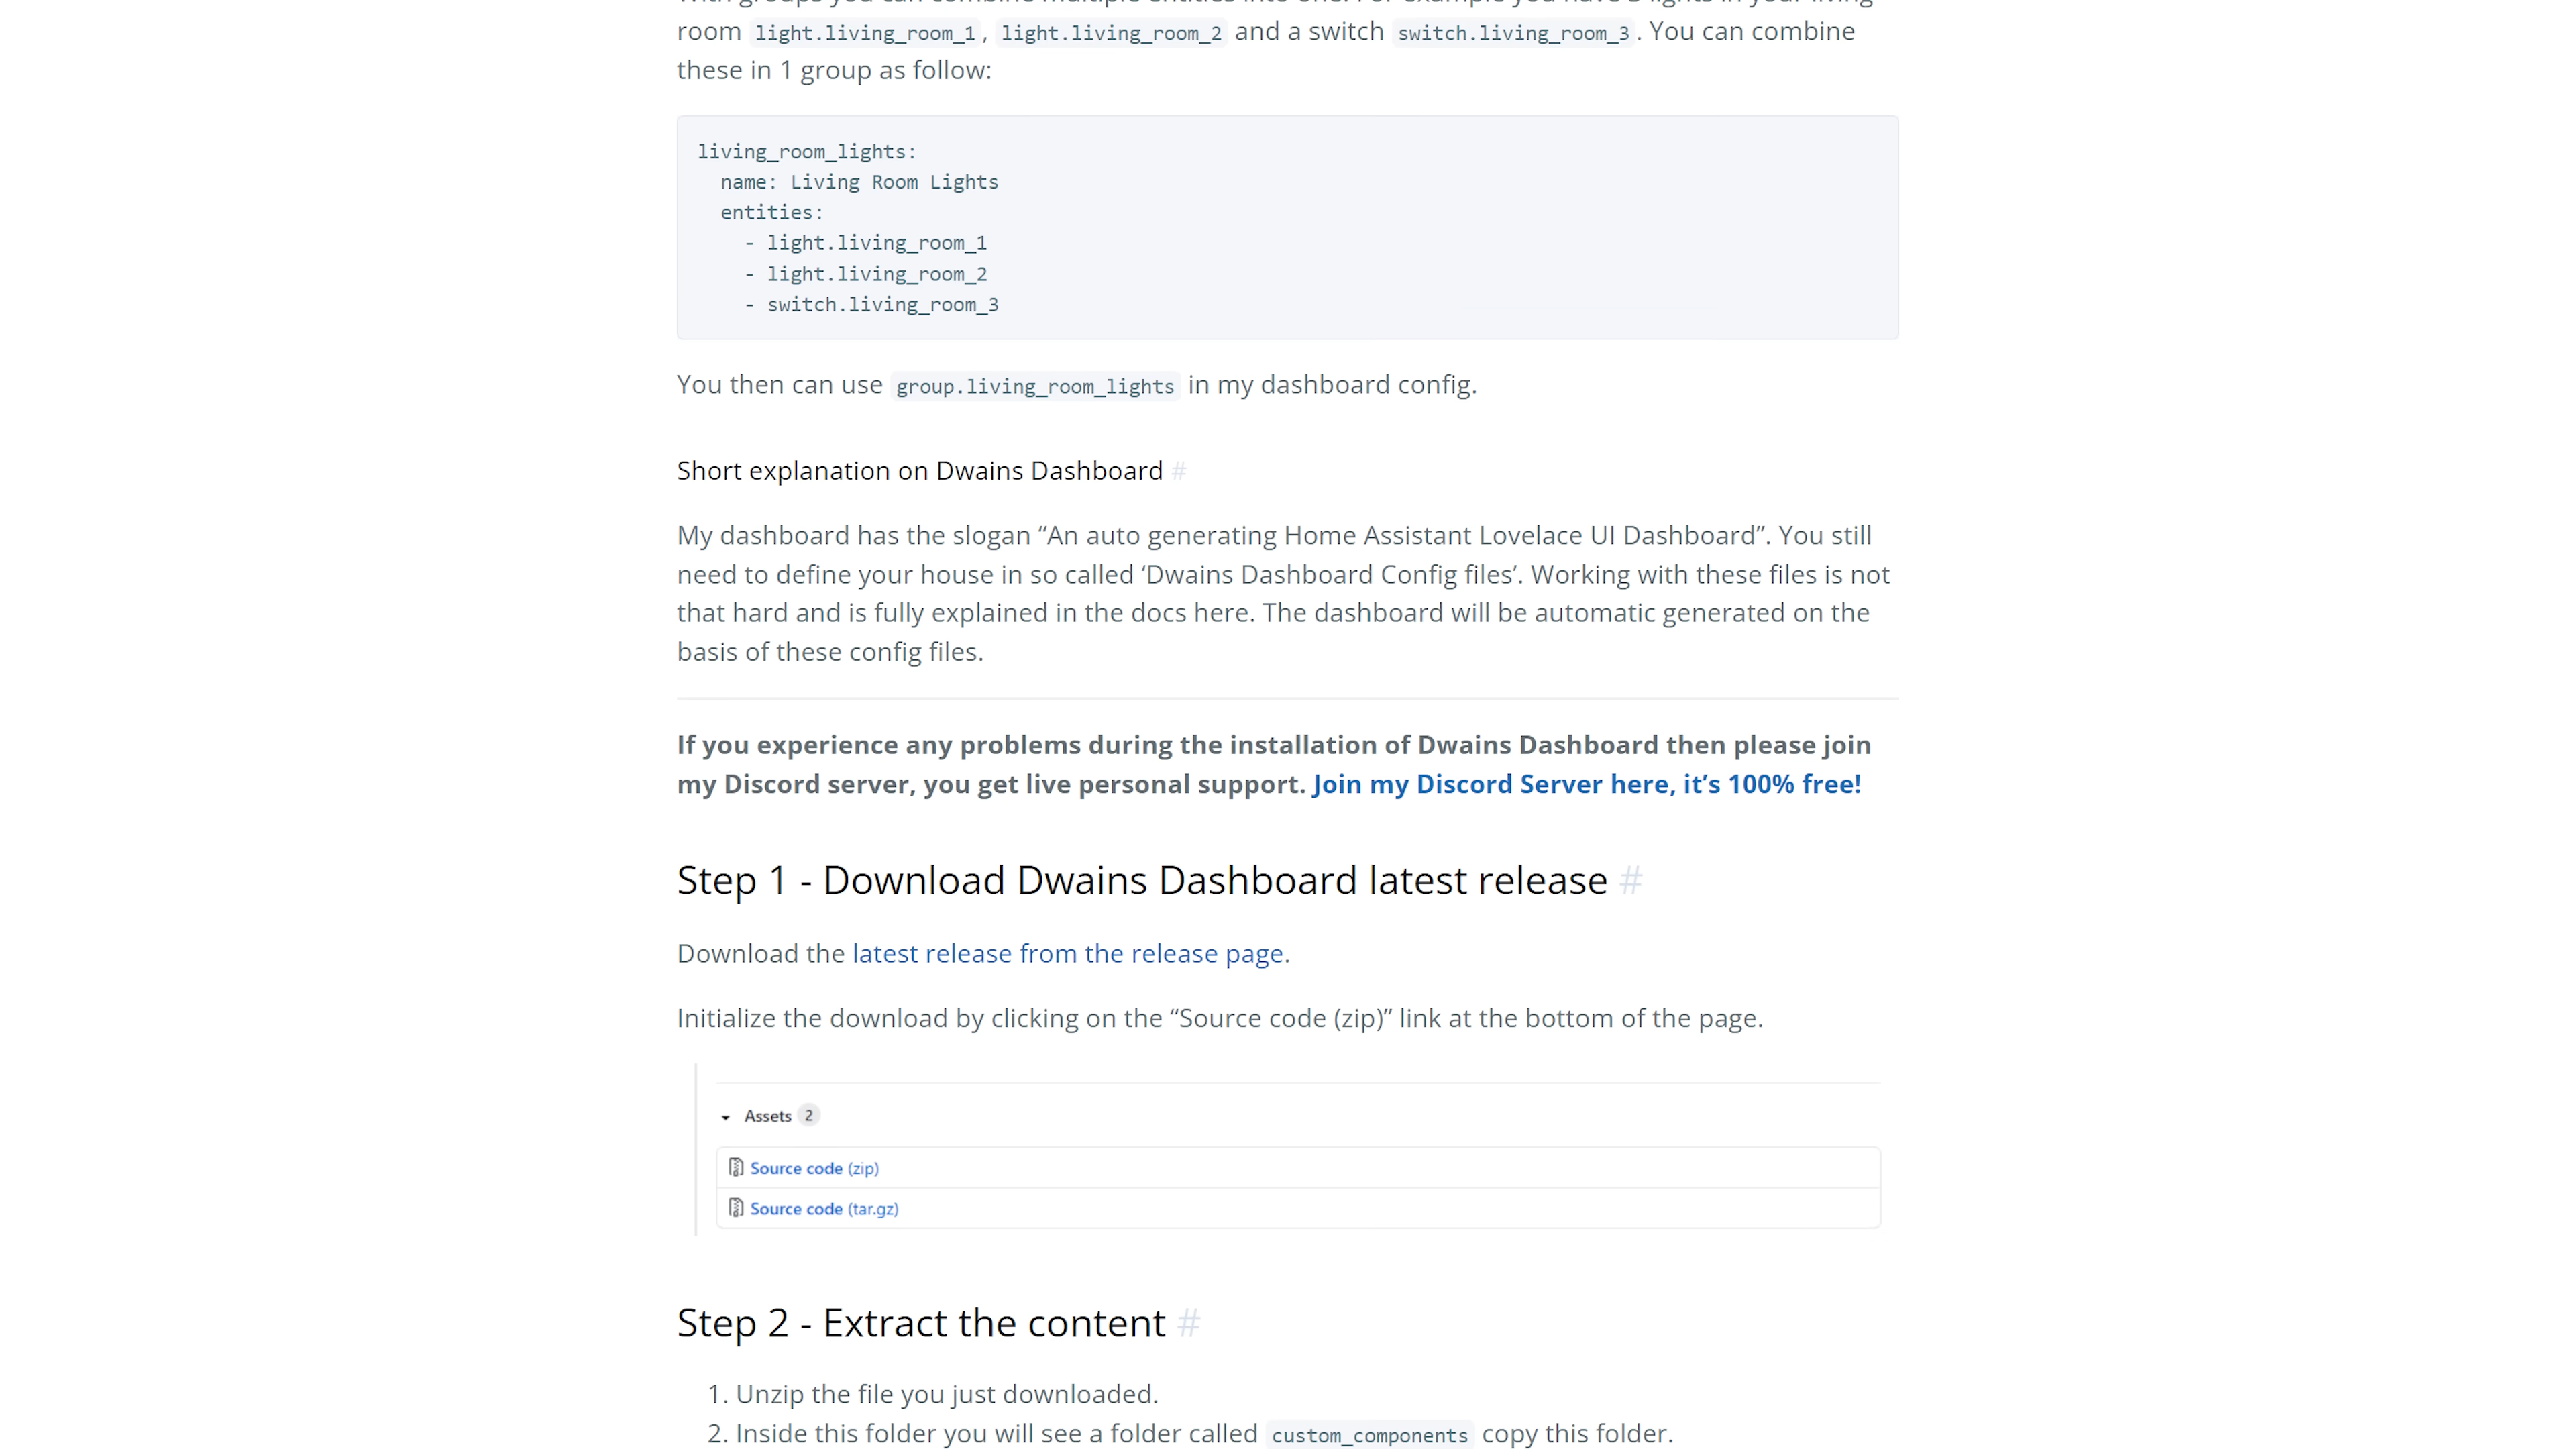 room light.living_room_1, light.living_room_2 and a switch switch.living_room_3. You can combine
these in 1 group as follow:
living_room_lights:
  name: Living Room Lights
  entities:
    - light.living_room_1
    - light.living_room_2
    - switch.living_room_3
You then can use group.living_room_lights in my dashboard config.
Short explanation on Dwains Dashboard #
My dashboard has the slogan “An auto generating Home Assistant Lovelace UI Dashboard”. You still
need to define your house in so called ‘Dwains Dashboard Config files’. Working with these files is not
that hard and is fully explained in the docs here. The dashboard will be automatic generated on the
basis of these config files.
If you experience any problems during the installation of Dwains Dashboard then please join
my Discord server, you get live personal support. Join my Discord Server here, it’s 100% free!
Step 1 - Download Dwains Dashboard latest release #
Download the latest release from the release page.
Initialize the download by clicking on the “Source code (zip)” link at the bottom of the page.
Assets 2
Source code (zip)
Source code (tar.gz)
Step 2 - Extract the content #
1. Unzip the file you just downloaded.
2. Inside this folder you will see a folder called custom_components copy this folder.